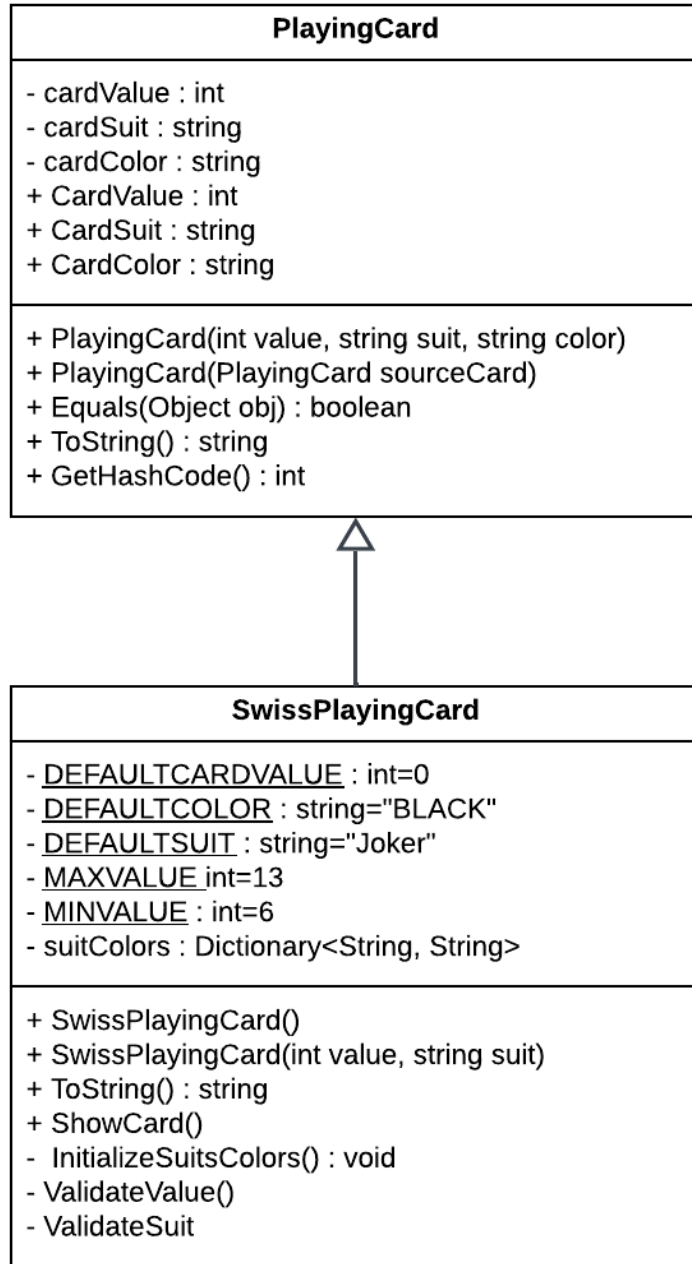 PlayingCard
- cardValue : int
- cardSuit : string
- cardColor : string
+ CardValue : int
+ CardSuit : string
+ CardColor : string
+ PlayingCard(int value, string suit, string color)
+ PlayingCard(PlayingCard sourceCard)
+ Equals(Object obj) : boolean
+ ToString() : string
+ GetHashCode() : int
SwissPlayingCard
- DEFAULTCARDVALUE : int=0
- DEFAULTCOLOR : string="BLACK"
- DEFAULTSUIT : string="Joker"
- MAXVALUE int=13
- MINVALUE : int=6
- suitColors : Dictionary<String, String>
+ SwissPlayingCard()
+ SwissPlayingCard(int value, string suit)
+ ToString() : string
+ ShowCard()
- InitializeSuitsColors() : void
- ValidateValue()
- ValidateSuit